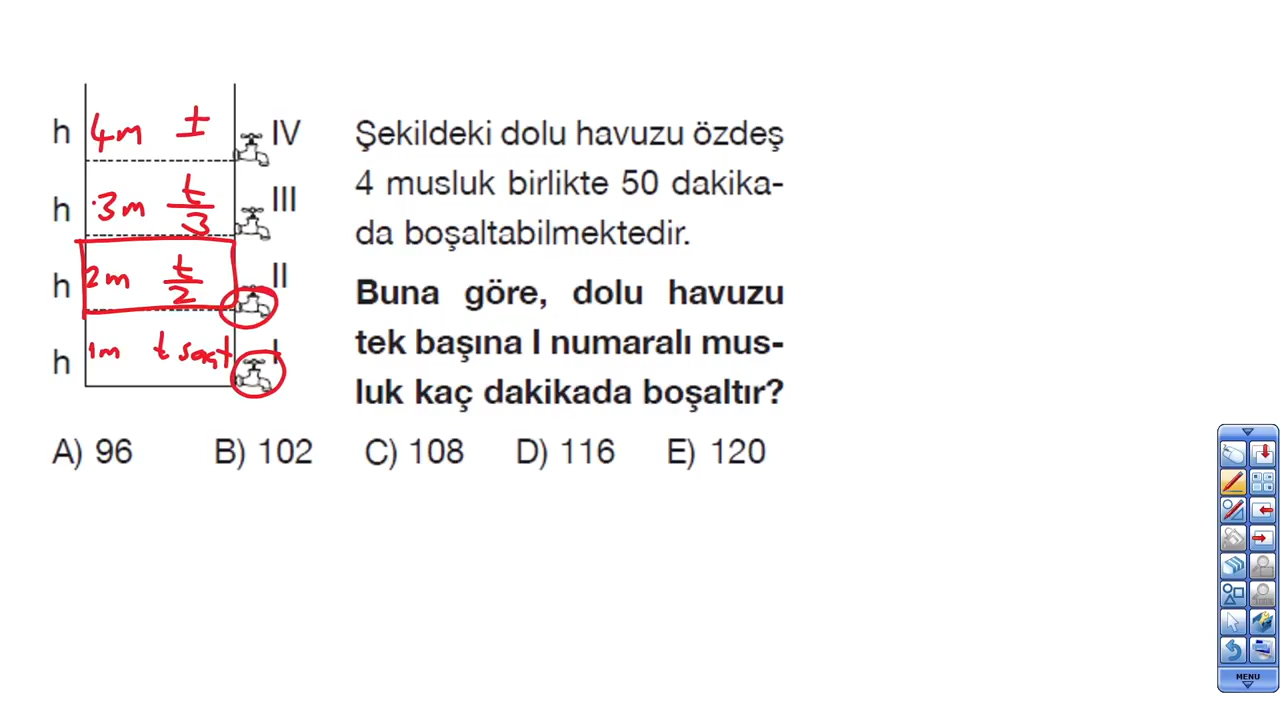 h 4m t IV
h 3m t/3 III
h 2m t/2 II
h 1m t saat I
Şekildeki dolu havuzu özdeş
4 musluk birlikte 50 dakika-
da boşaltabilmektedir.
Buna göre, dolu havuzu
tek başına I numaralı mus-
luk kaç dakikada boşaltır?
A) 96 B) 102 C) 108 D) 116 E) 120
MENU